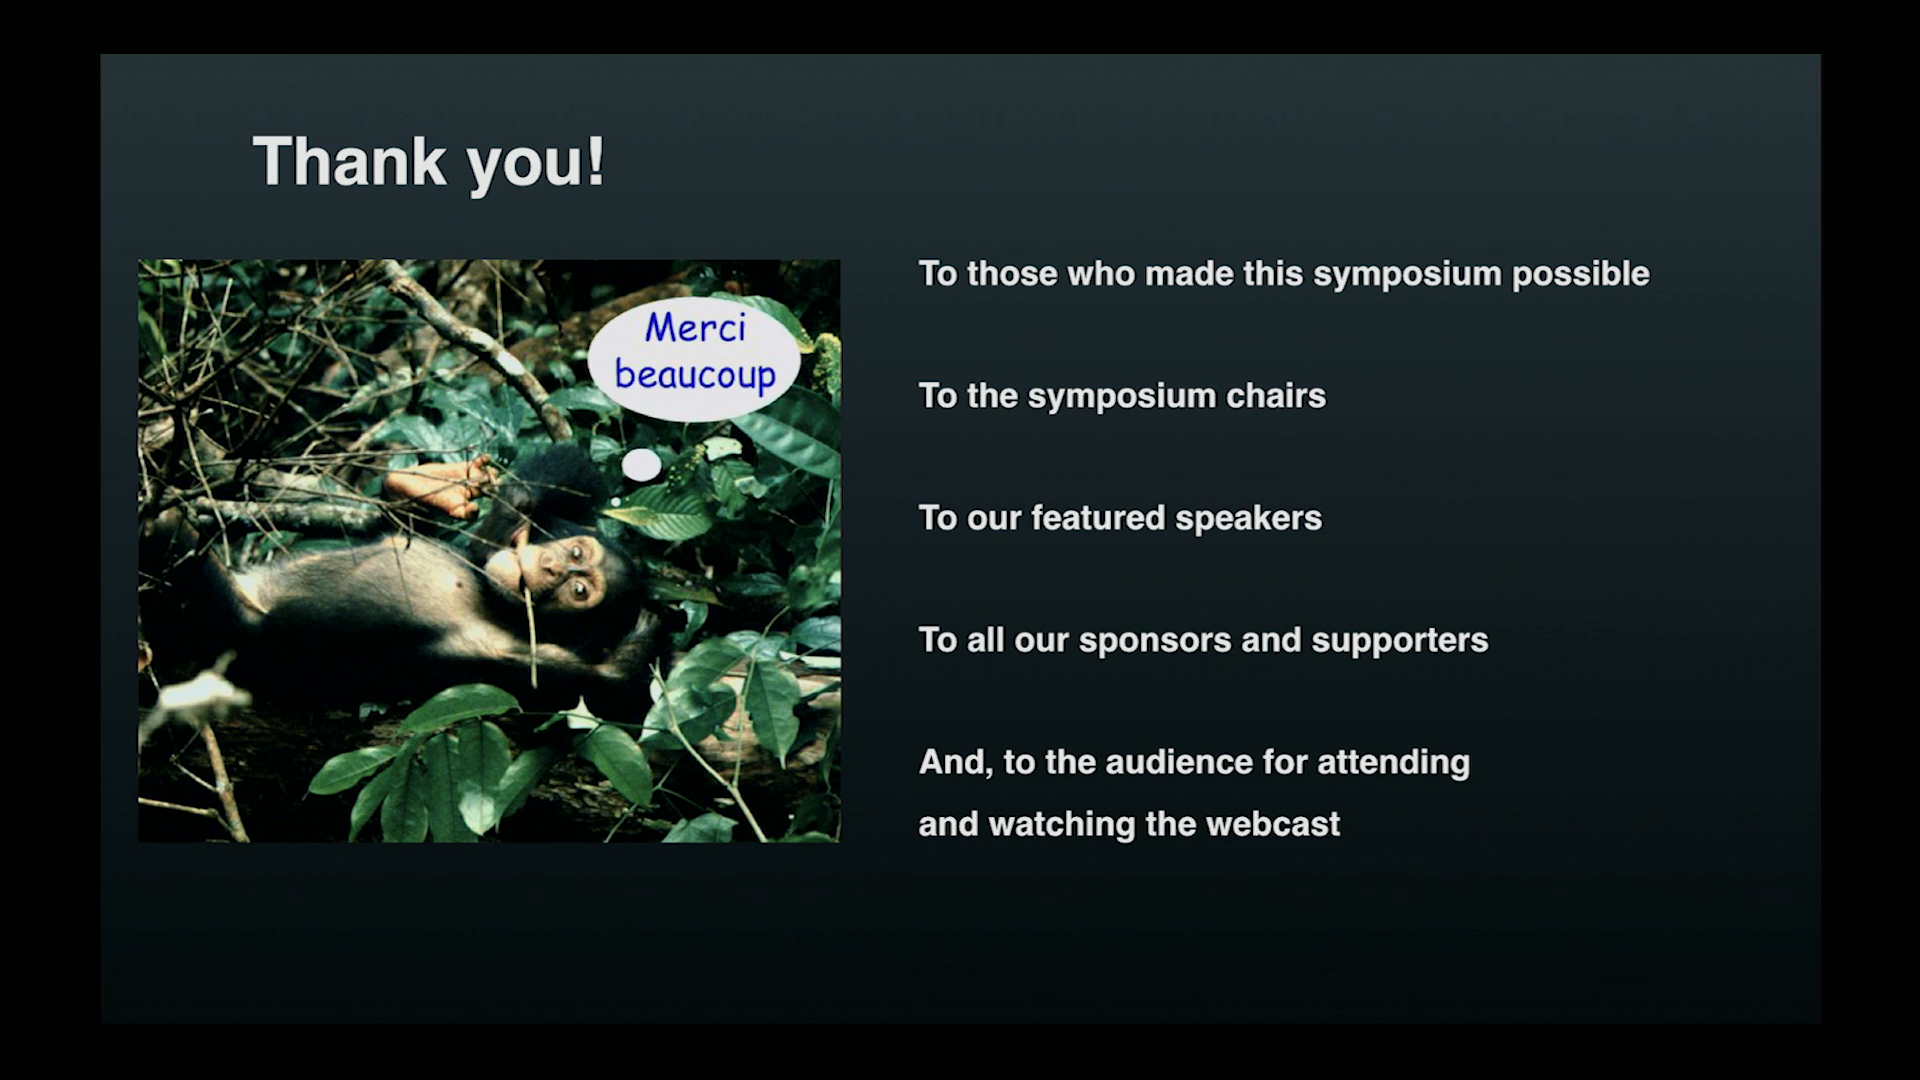 Thank you!
Merci
beaucoup
To those who made this symposium possible
To the symposium chairs
To our featured speakers
To all our sponsors and supporters
And, to the audience for attending
and watching the webcast